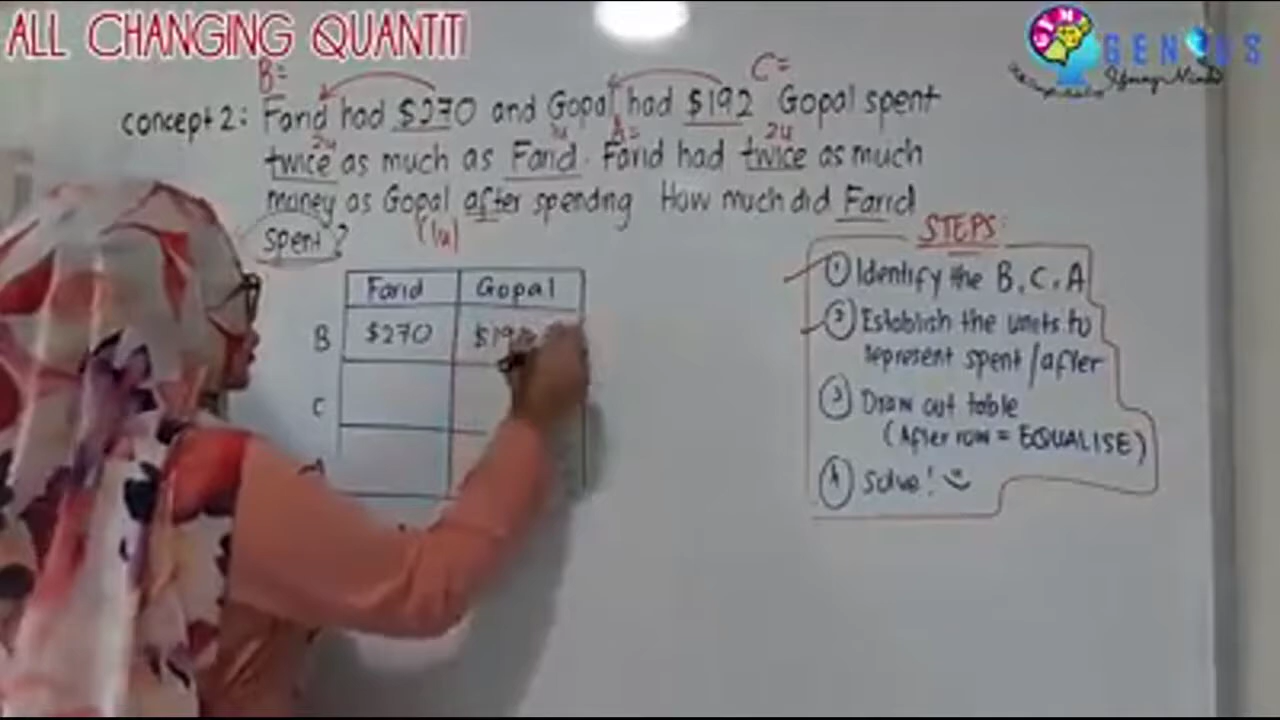 ALL CHANGING QUANTIT
GENIUS
B= C=
concept 2: Farid had $270 and Gopal had $192 Gopal spent
2u 1u A= 2u
twice as much as Farid. Farid had twice as much
money as Gopal after spending How much did Farid
spent?
(1u)
STEPS:
Farid Gopal
B $270 $19
C
① Identify the B, C, A
② Establish the units to
represent spent/after
③ Draw out table
(After row = EQUALISE)
④ Solve!